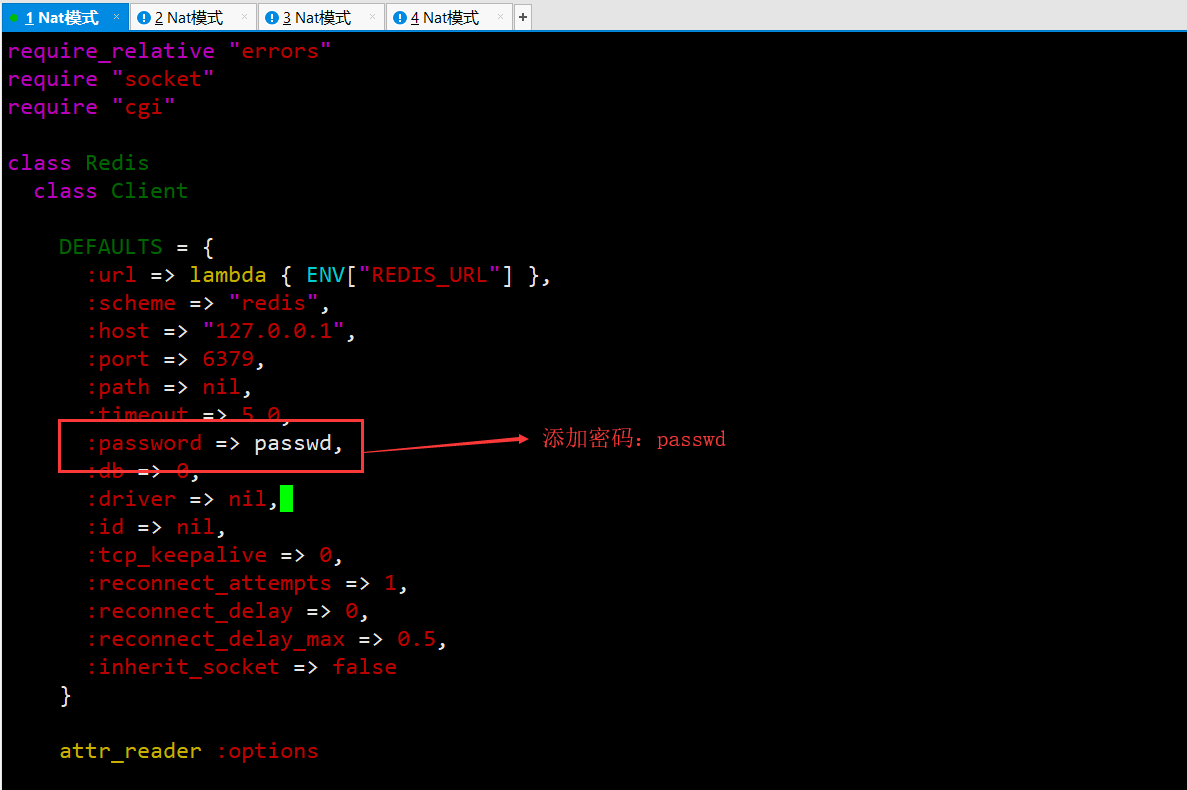 1 Nat模式 × 2 Nat模式 × 3 Nat模式 × 4 Nat模式 × +
require_relative "errors"
require "socket"
require "cgi"
class Redis
class Client
DEFAULTS = {
:url => lambda { ENV["REDIS_URL"] },
:scheme => "redis",
:host => "127.0.0.1",
:port => 6379,
:path => nil,
:timeout => 5.0,
:password => passwd,
添加密码：passwd
:db => 0,
:driver => nil,
:id => nil,
:tcp_keepalive => 0,
:reconnect_attempts => 1,
:reconnect_delay => 0,
:reconnect_delay_max => 0.5,
:inherit_socket => false
}
attr_reader :options